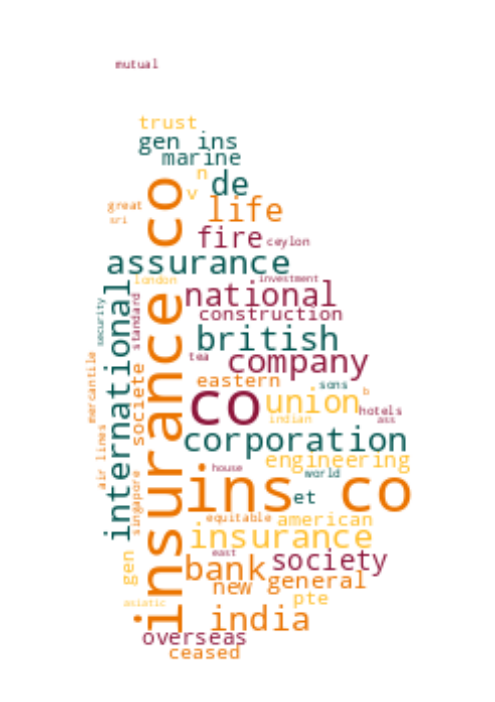 mutual
trust
gen ins
marine
n
de
v
great
life
sri
fire
ceylon
assurance
london
investment
national
construction
security
standard
british
tea
company
international
insurance co
mercantile
eastern
sons
b
societe
co
union
hotels
indian
ass
corporation
air lines
engineering
house
world
singapore
ins co
et
equitable
american
insurance
east
society
gen
bank
general
new
pte
asiatic
india
overseas
ceased